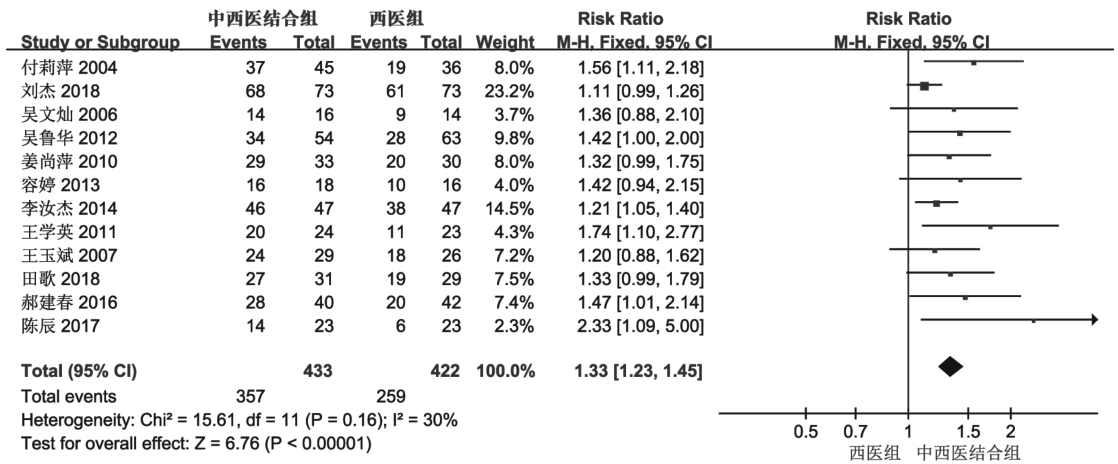 中西医结合组 西医组 Risk Ratio Risk Ratio
Study or Subgroup Events Total Events Total Weight M-H, Fixed, 95% CI M-H, Fixed, 95% CI
付莉萍 2004 37 45 19 36 8.0% 1.56 [1.11, 2.18]
刘杰 2018 68 73 61 73 23.2% 1.11 [0.99, 1.26]
吴文灿 2006 14 16 9 14 3.7% 1.36 [0.88, 2.10]
吴鲁华 2012 34 54 28 63 9.8% 1.42 [1.00, 2.00]
姜尚萍 2010 29 33 20 30 8.0% 1.32 [0.99, 1.75]
容婷 2013 16 18 10 16 4.0% 1.42 [0.94, 2.15]
李汝杰 2014 46 47 38 47 14.5% 1.21 [1.05, 1.40]
王学英 2011 20 24 11 23 4.3% 1.74 [1.10, 2.77]
王玉斌 2007 24 29 18 26 7.2% 1.20 [0.88, 1.62]
田歌 2018 27 31 19 29 7.5% 1.33 [0.99, 1.79]
郝建春 2016 28 40 20 42 7.4% 1.47 [1.01, 2.14]
陈辰 2017 14 23 6 23 2.3% 2.33 [1.09, 5.00]
Total (95% CI) 433 422 100.0% 1.33 [1.23, 1.45]
Total events 357 259
Heterogeneity: Chi² = 15.61, df = 11 (P = 0.16); I² = 30%
Test for overall effect: Z = 6.76 (P < 0.00001)
0.5 0.7 1 1.5 2
西医组 中西医结合组